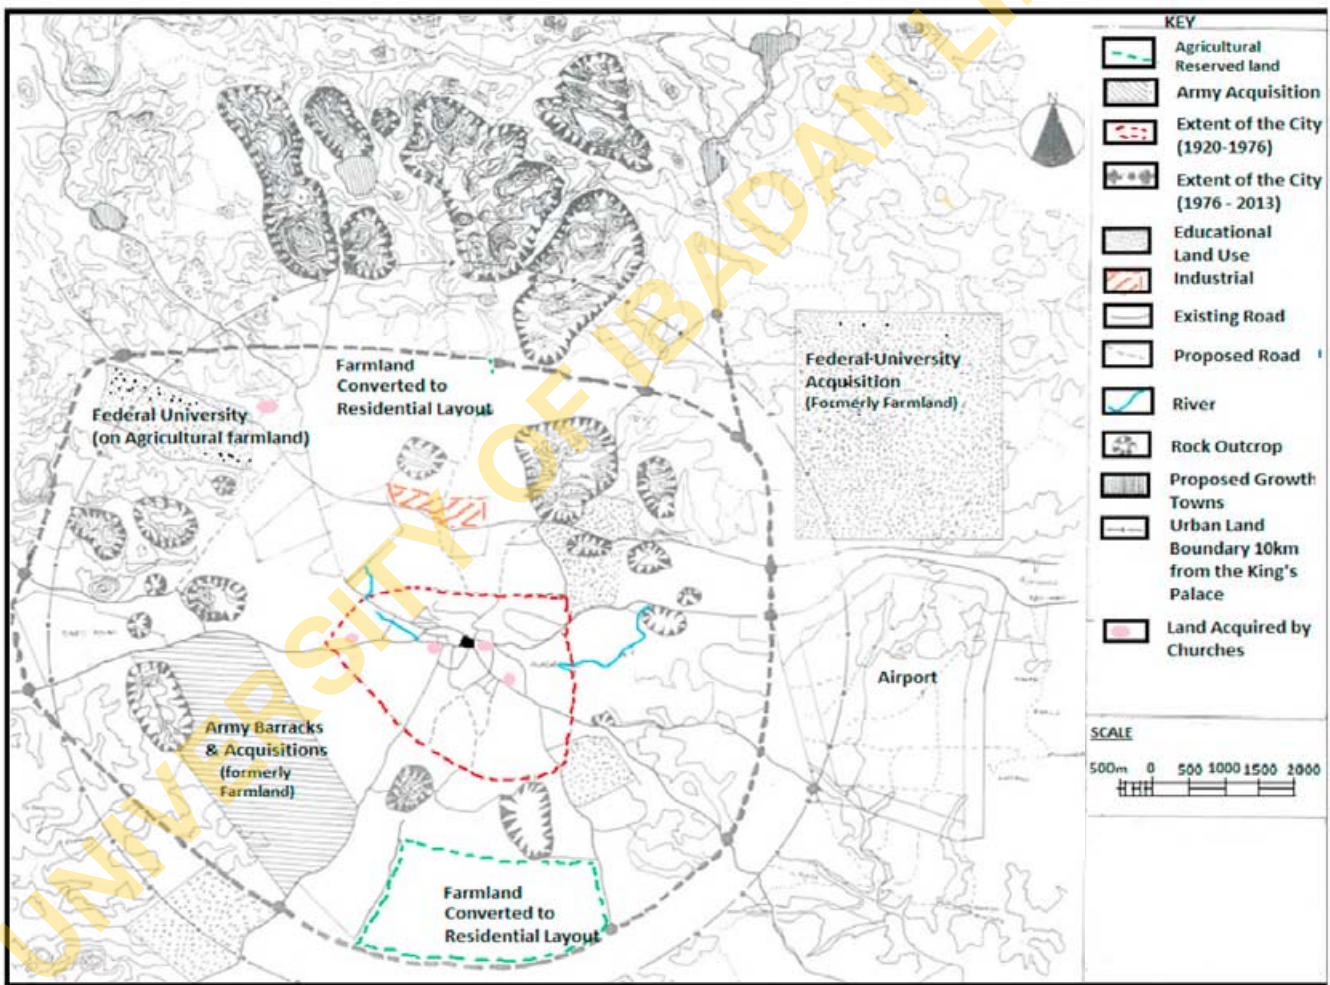 KEY
Agricultural
Reserved land
Army Acquisition
Extent of the City
(1920-1976)
Extent of the City
(1976 - 2013)
Educational
Land Use
Industrial
Existing Road
Proposed Road
River
Rock Outcrop
Proposed Growth
Towns
Urban Land
Boundary 10km
from the King's
Palace
Land Acquired by
Churches
SCALE
500m 0 500 1000 1500 2000
N
Farmland
Converted to
Residential Layout
Federal University
(on Agricultural farmland)
Federal-University
Acquisition
(Formerly Farmland)
Airport
Army Barracks
& Acquisitions
(formerly
Farmland)
Farmland
Converted to
Residential Layout
UNIVERSITY OF IBADAN LI